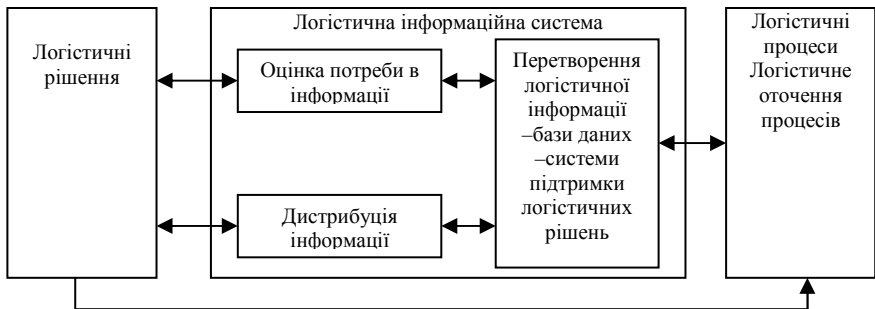 Логістичні
рішення
Логістична інформаційна система
Оцінка потреби в
інформації
Дистрибуція
інформації
Перетворення
логістичної
інформації
–бази даних
–системи
підтримки
логістичних
рішень
Логістичні
процеси
Логістичне
оточення
процесів